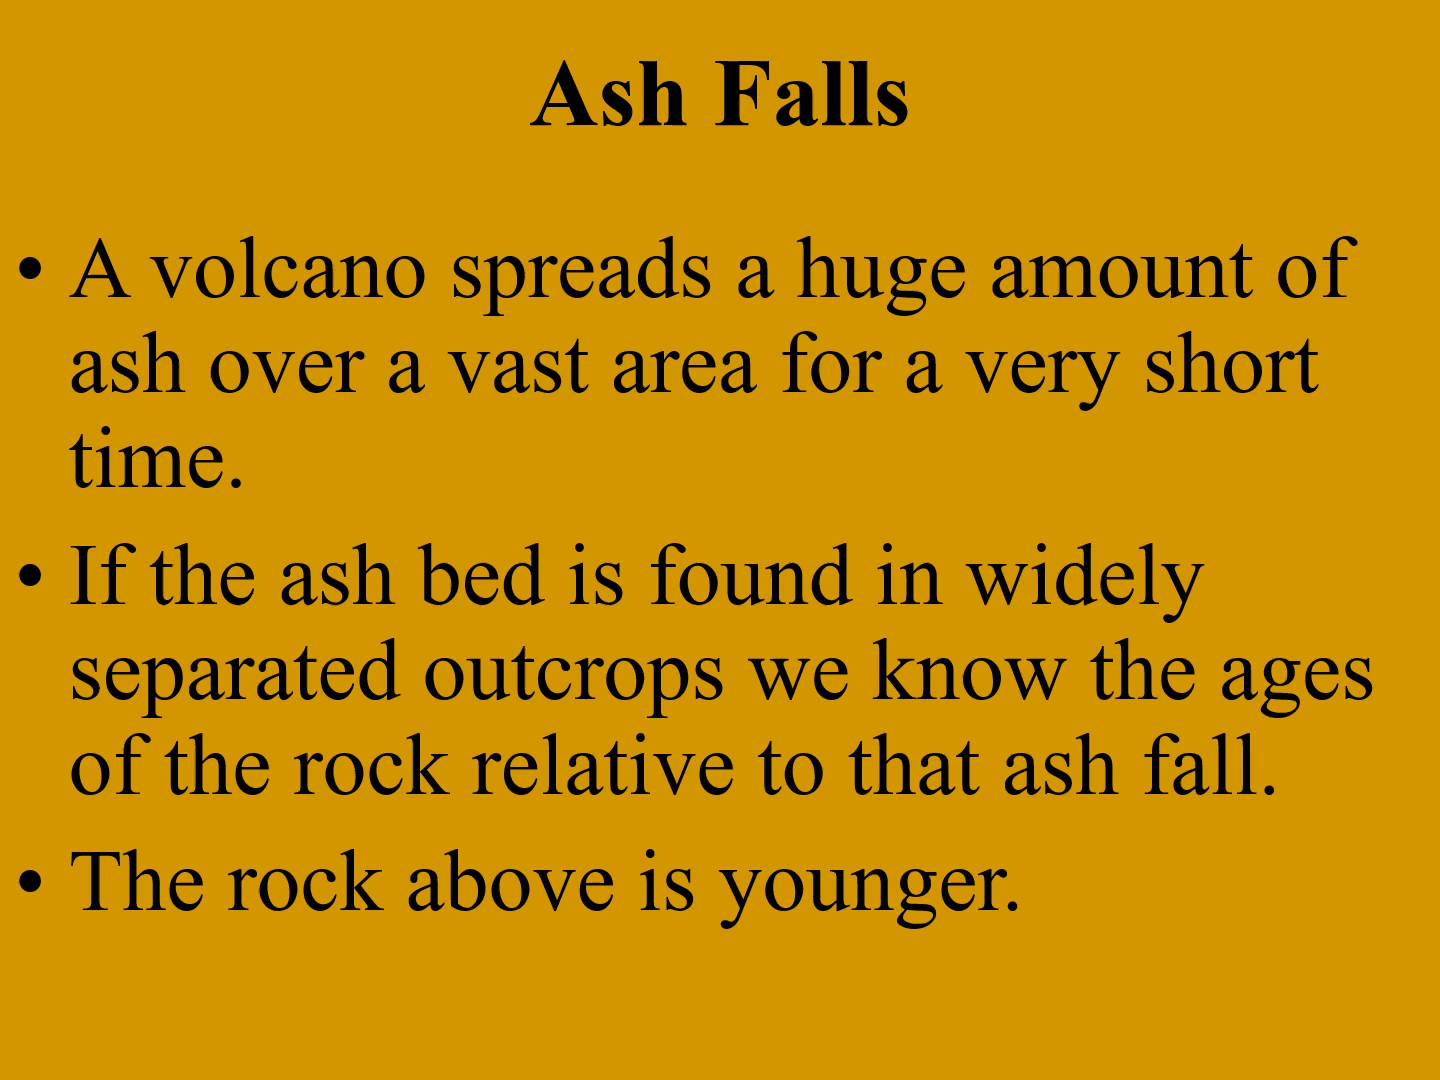 Ash Falls
• A volcano spreads a huge amount of
ash over a vast area for a very short
time.
• If the ash bed is found in widely
separated outcrops we know the ages
of the rock relative to that ash fall.
• The rock above is younger.